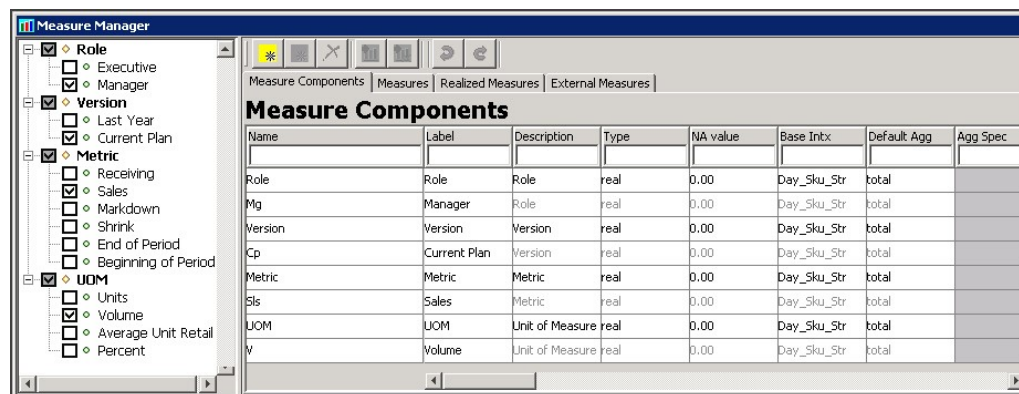 Measure Manager
Role
Executive
Manager
Version
Last Year
Current Plan
Metric
Receiving
Sales
Markdown
Shrink
End of Period
Beginning of Period
UOM
Units
Volume
Average Unit Retail
Percent
Measure Components Measures Realized Measures External Measures
Measure Components
Name Label Description Type NA value Base Intx Default Agg Agg Spec
Role Role Role real 0.00 Day_Sku_Str total
Mg Manager Role real 0.00 Day_Sku_Str total
Version Version Version real 0.00 Day_Sku_Str total
Cp Current Plan Version real 0.00 Day_Sku_Str total
Metric Metric Metric real 0.00 Day_Sku_Str total
Sls Sales Metric real 0.00 Day_Sku_Str total
UOM UOM Unit of Measure real 0.00 Day_Sku_Str total
V Volume Unit of Measure real 0.00 Day_Sku_Str total